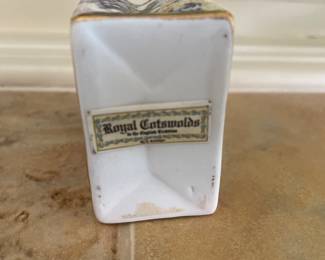 Royal Cotswolds
in the English Tradition